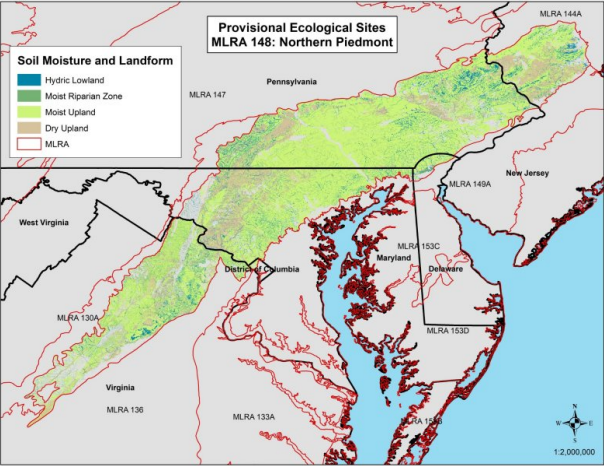 Provisional Ecological Sites
MLRA 148: Northern Piedmont
MLRA 144A
Soil Moisture and Landform
Hydric Lowland
Moist Riparian Zone
Moist Upland
Dry Upland
MLRA
Pennsylvania
MLRA 147
New Jersey
MLRA 149A
West Virginia
MLRA 153C
Maryland
District of Columbia
Delaware
MLRA 130A
MLRA 153D
Virginia
MLRA 136
MLRA 133A
N
W
E
S
1:2,000,000